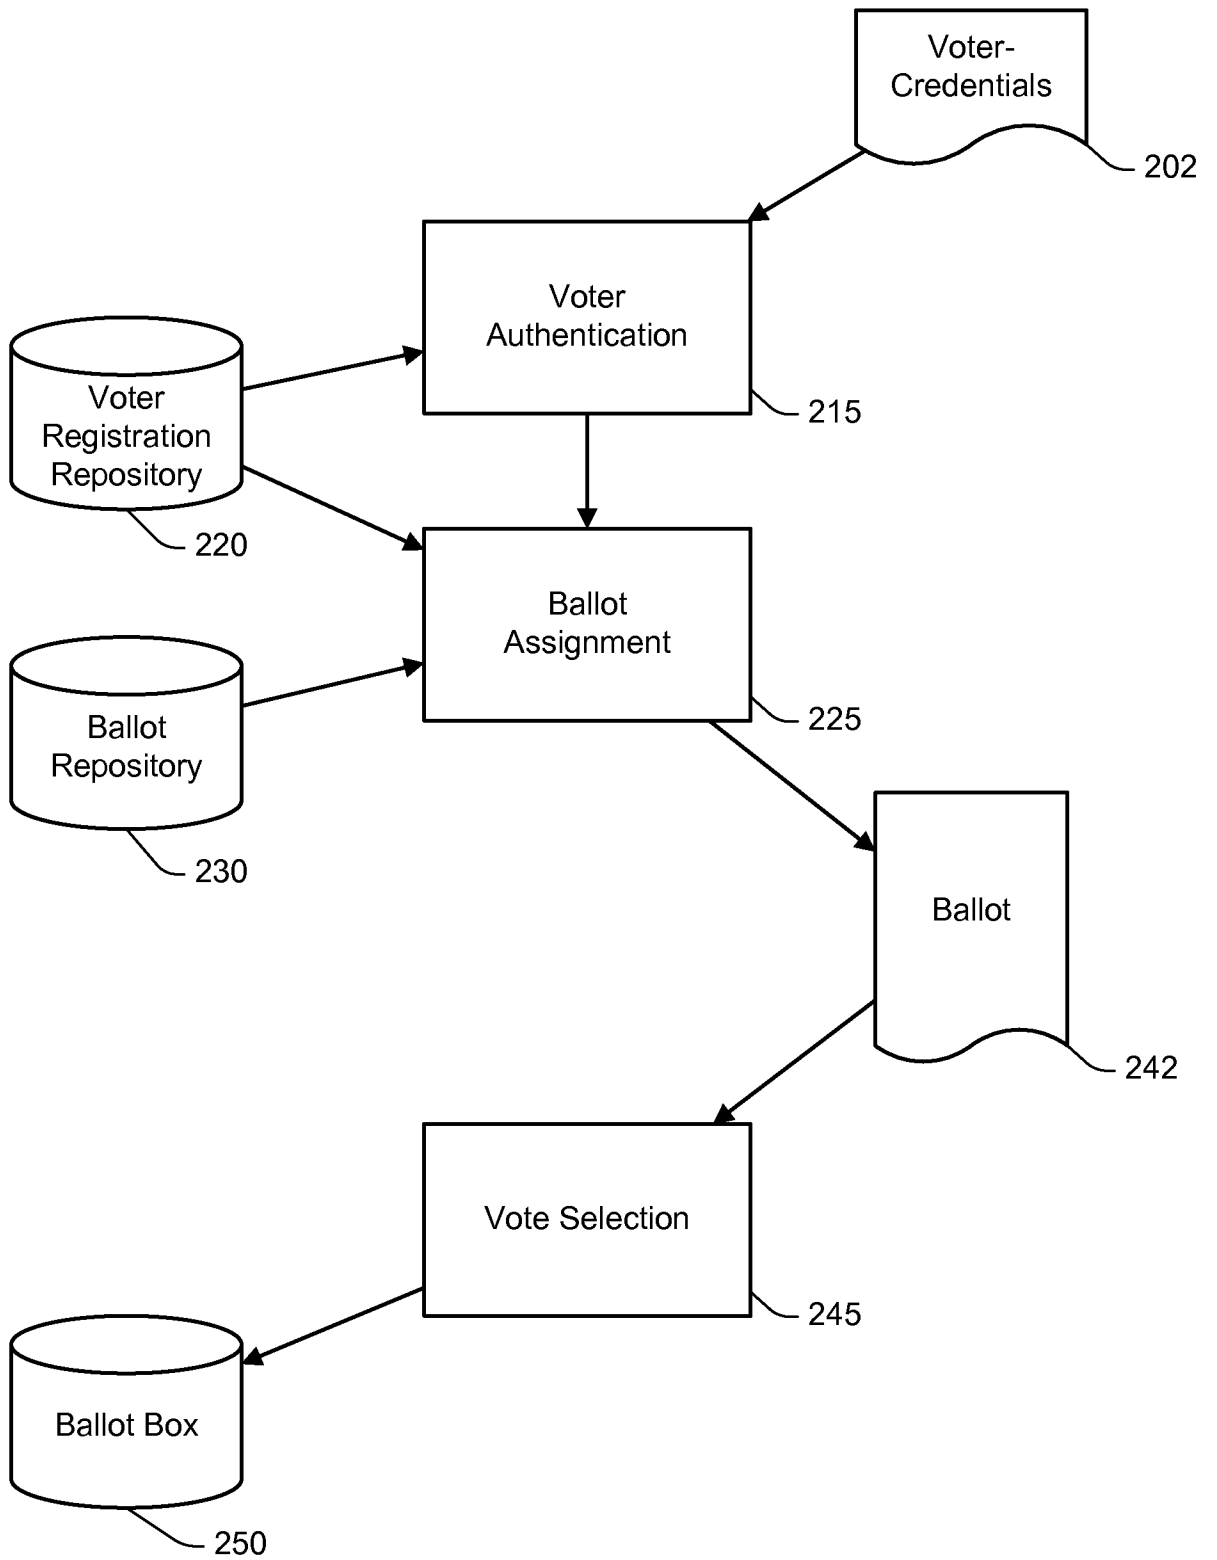 Voter-
Credentials
202
Voter
Authentication
215
Voter
Registration
Repository
220
Ballot
Assignment
225
Ballot
Repository
230
Ballot
242
Vote Selection
245
Ballot Box
250